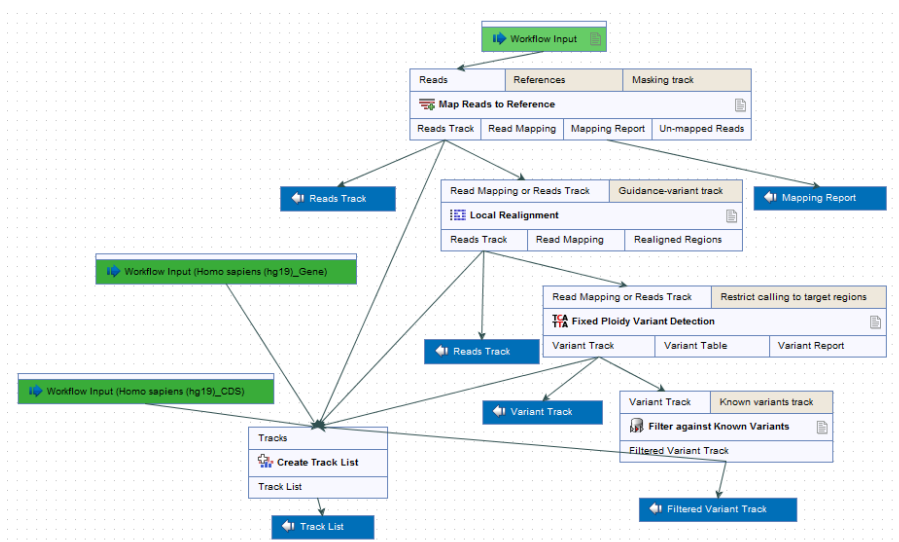 Workflow Input
Reads References Masking track
Map Reads to Reference
Reads Track Read Mapping Mapping Report Un-mapped Reads
Reads Track
Read Mapping or Reads Track Guidance-variant track
Mapping Report
Local Realignment
Reads Track Read Mapping Realigned Regions
Workflow Input (Homo sapiens (hg19)_Gene)
Read Mapping or Reads Track Restrict calling to target regions
Fixed Ploidy Variant Detection
Variant Track Variant Table Variant Report
Reads Track
Workflow Input (Homo sapiens (hg19)_CDS)
Variant Track Known variants track
Variant Track
Filter against Known Variants
Filtered Variant Track
Tracks
Create Track List
Track List
Filtered Variant Track
Track List